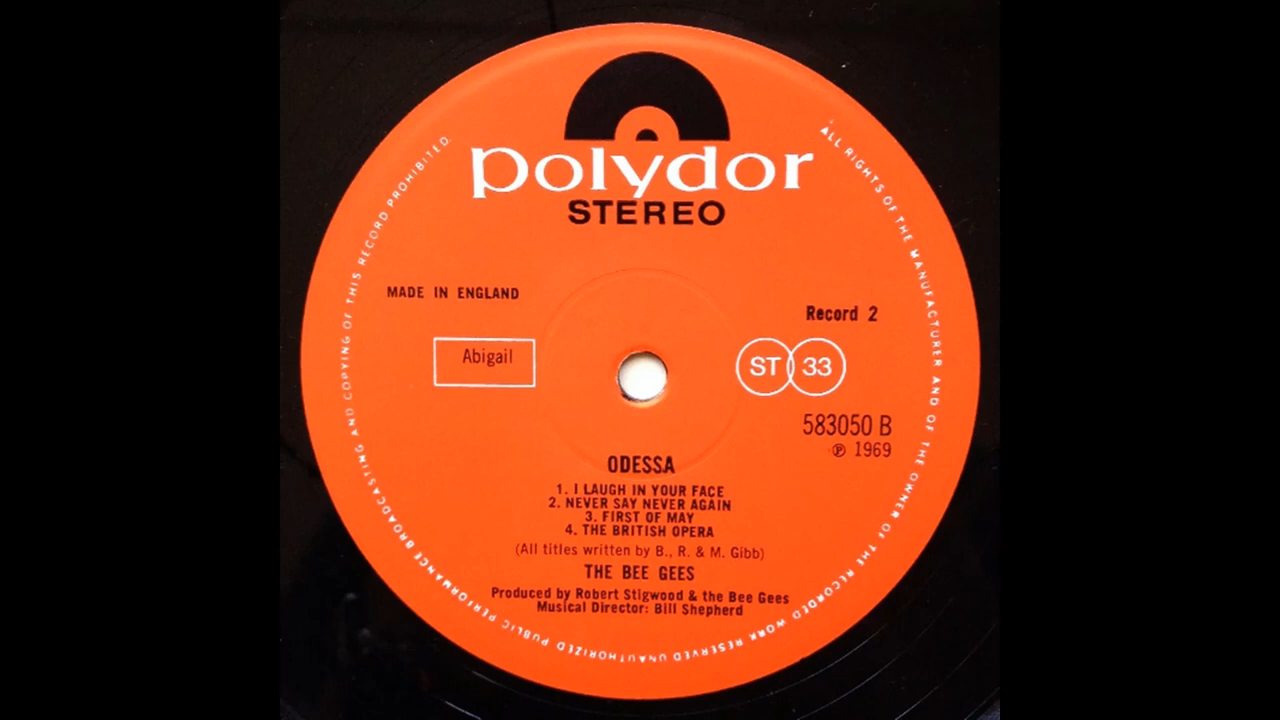 polydor
STEREO
MADE IN ENGLAND
Record 2
Abigail
ST 33
583050 B
℗ 1969
ODESSA
1. I LAUGH IN YOUR FACE
2. NEVER SAY NEVER AGAIN
3. FIRST OF MAY
4. THE BRITISH OPERA
(All titles written by B., R. & M. Gibb)
THE BEE GEES
Produced by Robert Stigwood & the Bee Gees
Musical Director: Bill Shepherd
ALL RIGHTS OF THE MANUFACTURER AND OF THE OWNER OF THE RECORDED WORK RESERVED UNAUTHORIZED PUBLIC PERFORMANCE BROADCASTING AND COPYING OF THIS RECORD PROHIBITED.